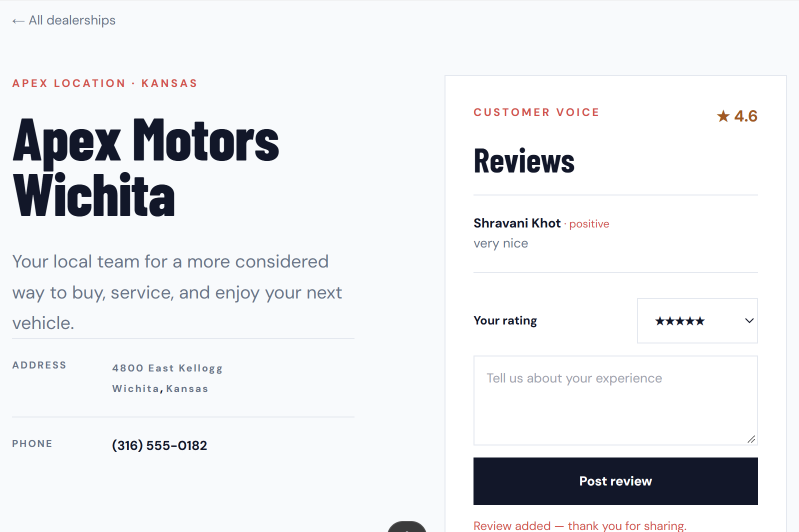 ← All dealerships
APEX LOCATION · KANSAS
Apex Motors
Wichita
Your local team for a more considered
way to buy, service, and enjoy your next
vehicle.
ADDRESS
4800 East Kellogg
Wichita, Kansas
PHONE
(316) 555-0182
CUSTOMER VOICE
★ 4.6
Reviews
Shravani Khot · positive
very nice
Your rating
★★★★★
Tell us about your experience
Post review
Review added — thank you for sharing.